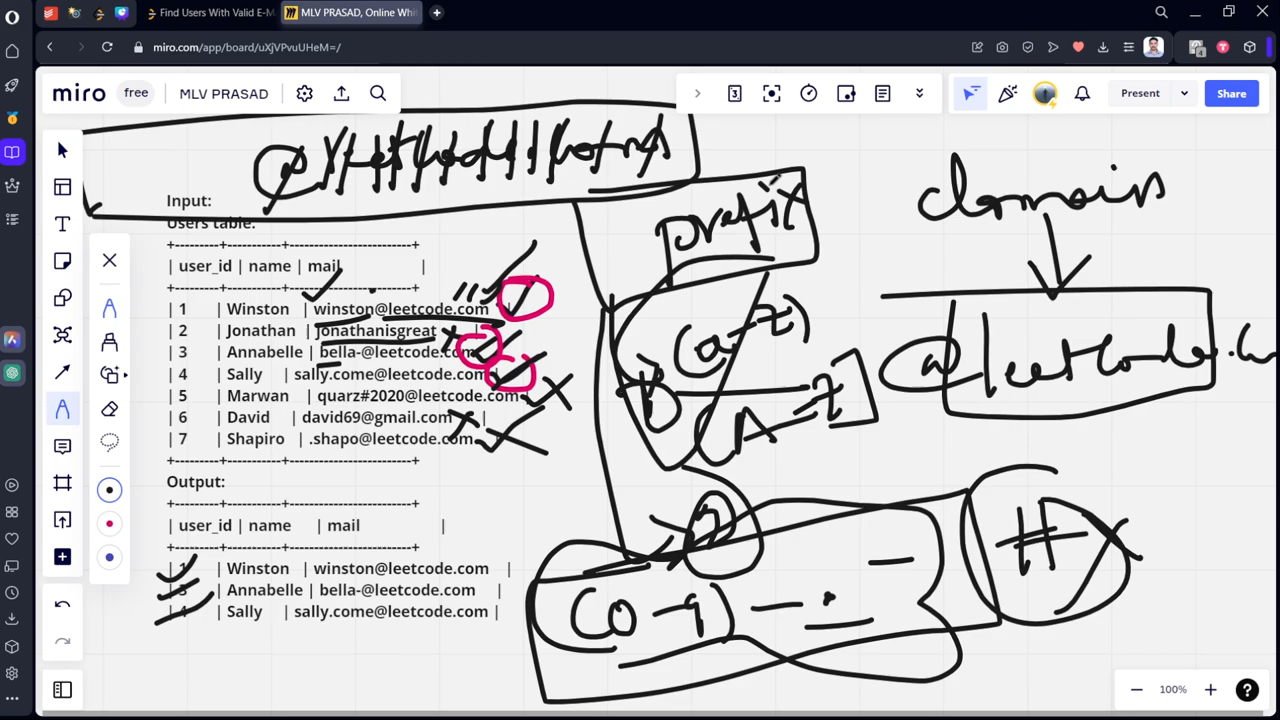 Find Users With Valid E-M
MLV PRASAD, Online Whi
miro.com/app/board/uXjVPvuUHeM=/
miro free MLV PRASAD
3 Present Share
@leetcode.
domain
Input:
prefix
Users table:
+---------+-----------+-------------------------+
| user_id | name | mail |
+---------+-----------+-------------------------+
| 1 | Winston | winston@leetcode.com |
| 2 | Jonathan | jonathanisgreat |
| 3 | Annabelle | bella-@leetcode.com |
| 4 | Sally | sally.come@leetcode.com |
| 5 | Marwan | quarz#2020@leetcode.com |
| 6 | David | david69@gmail.com |
| 7 | Shapiro | .shapo@leetcode.com |
+---------+-----------+-------------------------+
(a-z)
@leetcode.co
(A-Z
Output:
+---------+-----------+-------------------------+
| user_id | name | mail |
+---------+-----------+-------------------------+
| 1 | Winston | winston@leetcode.com |
| 3 | Annabelle | bella-@leetcode.com |
| 4 | Sally | sally.come@leetcode.com |
# X
(0-9) - . _
100%